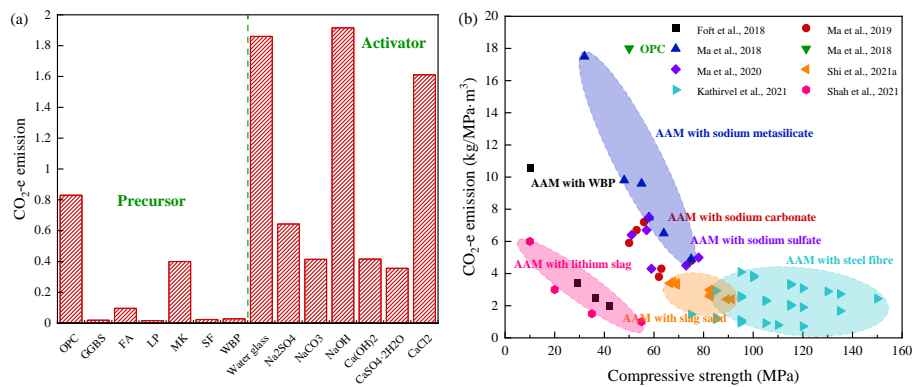 (a)
2
1.8
1.6
1.4
1.2
1
0.8
0.6
0.4
0.2
0
CO2-e emission
Precursor
Activator
OPC
GGBS
FA
LP
MK
SF
WBP
Water glass
Na2SO4
NaCO3
NaOH
Ca(OH)2
CaSO4·2H2O
CaCl2
(b)
20
18
16
14
12
10
8
6
4
2
0
CO2-e emission (kg/MPa·m3)
Fořt et al., 2018
Ma et al., 2019
OPC
Ma et al., 2018
Ma et al., 2018
Ma et al., 2020
Shi et al., 2021a
Kathirvel et al., 2021
Shah et al., 2021
AAM with sodium metasilicate
AAM with WBP
AAM with sodium carbonate
AAM with sodium sulfate
AAM with lithium slag
AAM with steel fibre
AAM with slag sand
0
20
40
60
80
100
120
140
160
Compressive strength (MPa)